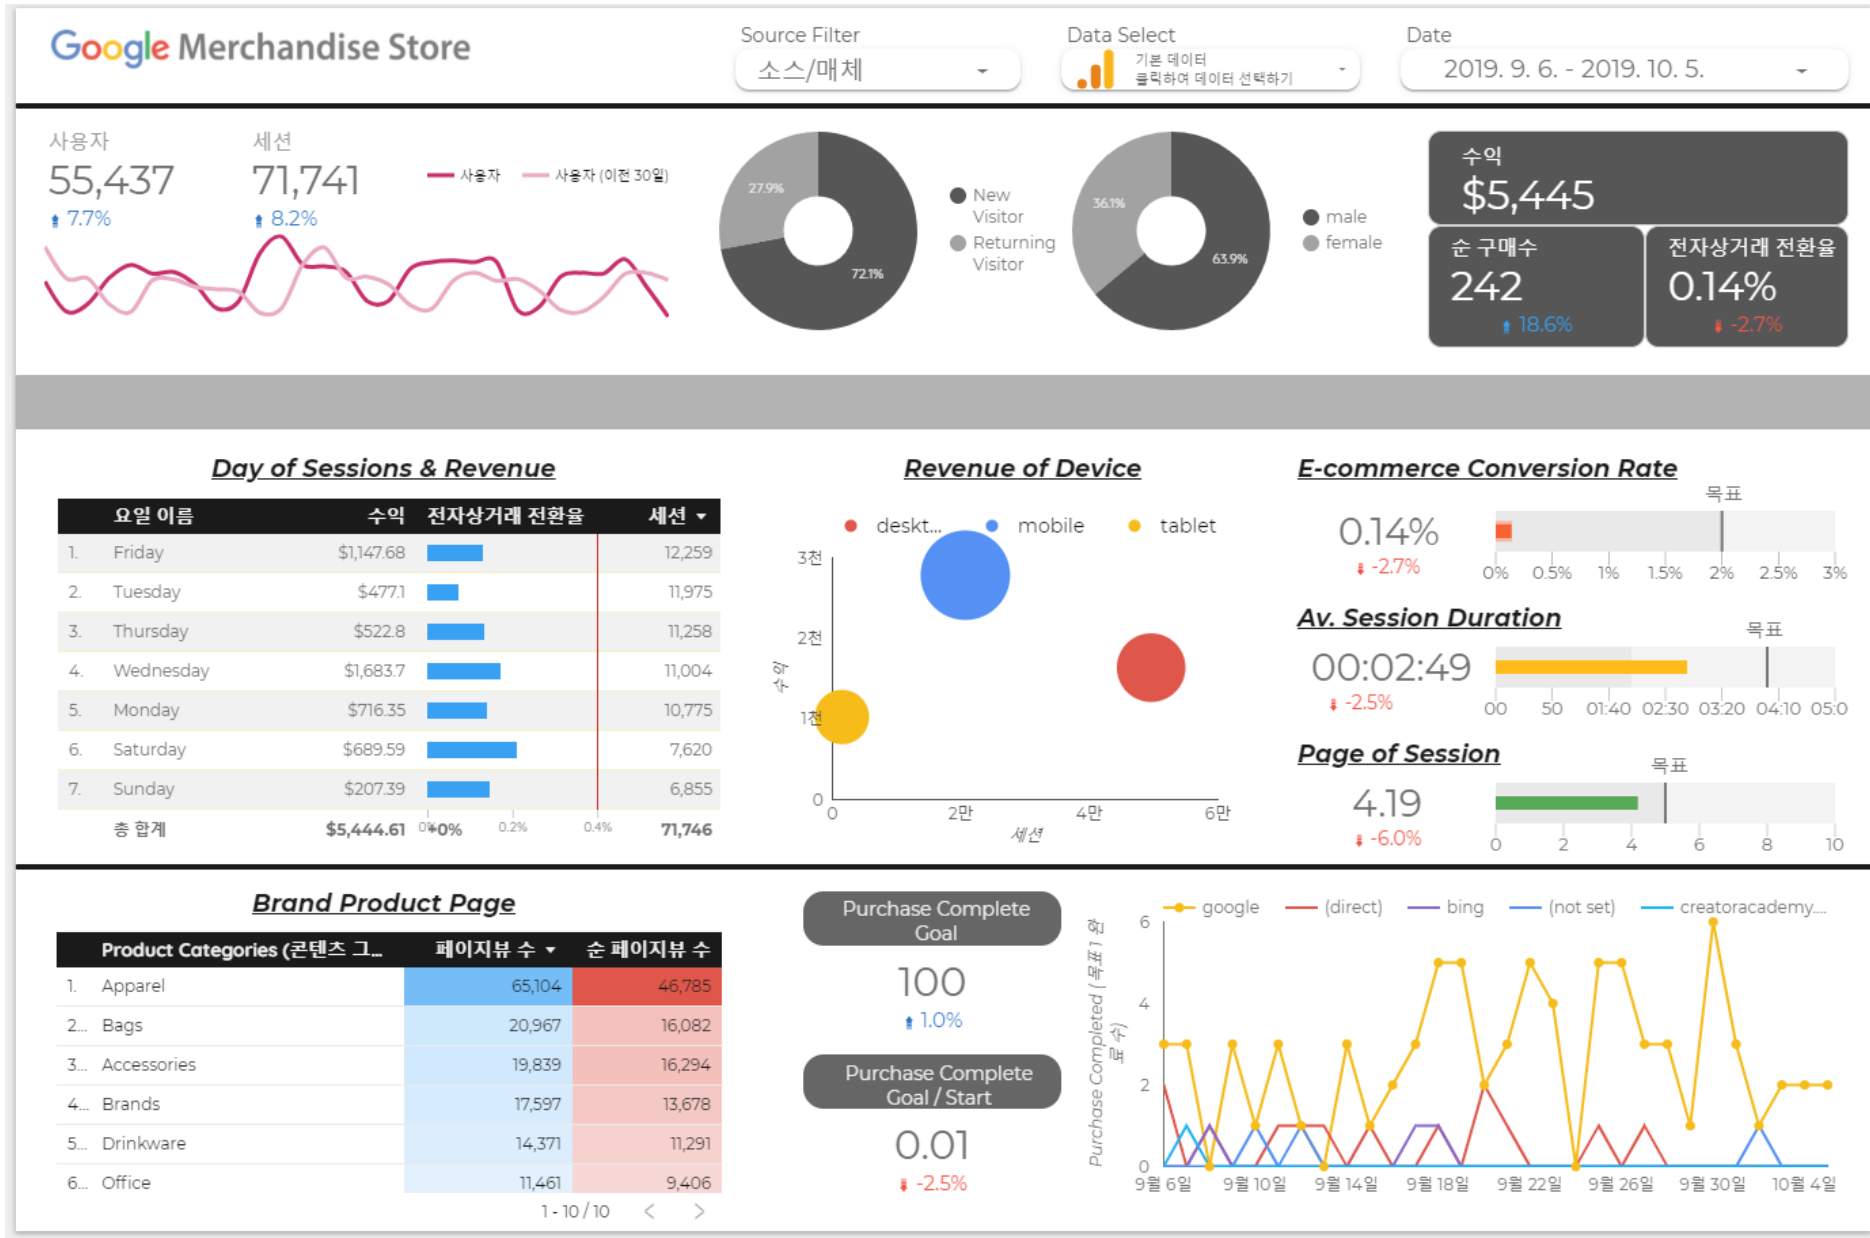 Google Merchandise Store
Source Filter
소스/매체
Data Select
기본 데이터
클릭하여 데이터 선택하기
Date
2019. 9. 6. - 2019. 10. 5.
사용자
55,437
7.7%
세션
71,741
8.2%
사용자
사용자 (이전 30일)
27.9%
72.1%
New
Visitor
Returning
Visitor
36.1%
63.9%
male
female
수익
$5,445
순 구매수
242
18.6%
전자상거래 전환율
0.14%
-2.7%
Day of Sessions & Revenue
요일 이름 수익 전자상거래 전환율 세션
1. Friday $1,147.68 12,259
2. Tuesday $477.1 11,975
3. Thursday $522.8 11,258
4. Wednesday $1,683.7 11,004
5. Monday $716.35 10,775
6. Saturday $689.59 7,620
7. Sunday $207.39 6,855
총 합계 $5,444.61 0% 0.2% 0.4% 71,746
Revenue of Device
deskt... mobile tablet
3천
2천
1천
0
수익
0 2만 4만 6만
세션
E-commerce Conversion Rate
목표
0.14%
-2.7%
0% 0.5% 1% 1.5% 2% 2.5% 3%
Av. Session Duration
목표
00:02:49
-2.5%
00 50 01:40 02:30 03:20 04:10 05:0
Page of Session
목표
4.19
-6.0%
0 2 4 6 8 10
Brand Product Page
Product Categories (콘텐츠 그... 페이지뷰 수 순 페이지뷰 수
1. Apparel 65,104 46,785
2... Bags 20,967 16,082
3... Accessories 19,839 16,294
4... Brands 17,597 13,678
5... Drinkware 14,371 11,291
6... Office 11,461 9,406
1 - 10 / 10 < >
Purchase Complete
Goal
100
1.0%
Purchase Complete
Goal / Start
0.01
-2.5%
google (direct) bing (not set) creatoracademy....
Purchase Completed (목표 1 완
료 수)
6
4
2
0
9월 6일 9월 10일 9월 14일 9월 18일 9월 22일 9월 26일 9월 30일 10월 4일